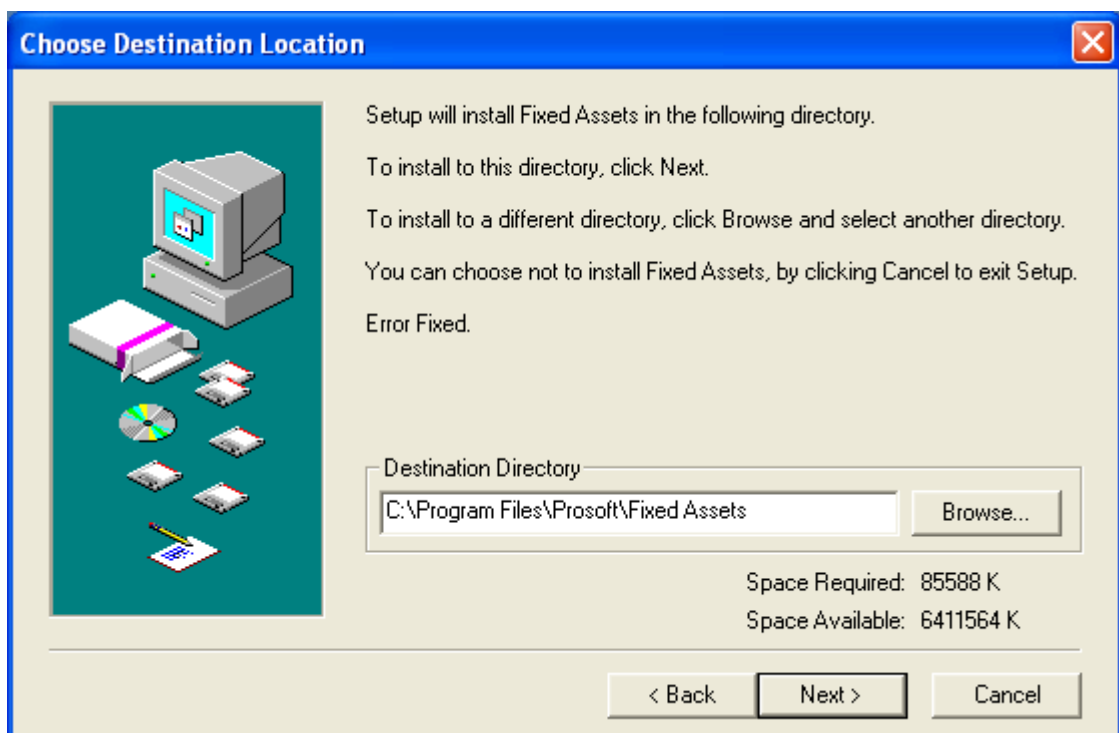 Choose Destination Location
Setup will install Fixed Assets in the following directory.
To install to this directory, click Next.
To install to a different directory, click Browse and select another directory.
You can choose not to install Fixed Assets, by clicking Cancel to exit Setup.
Error Fixed.
Destination Directory
C:\Program Files\Prosoft\Fixed Assets
Browse...
Space Required: 85588 K
Space Available: 6411564 K
< Back
Next >
Cancel